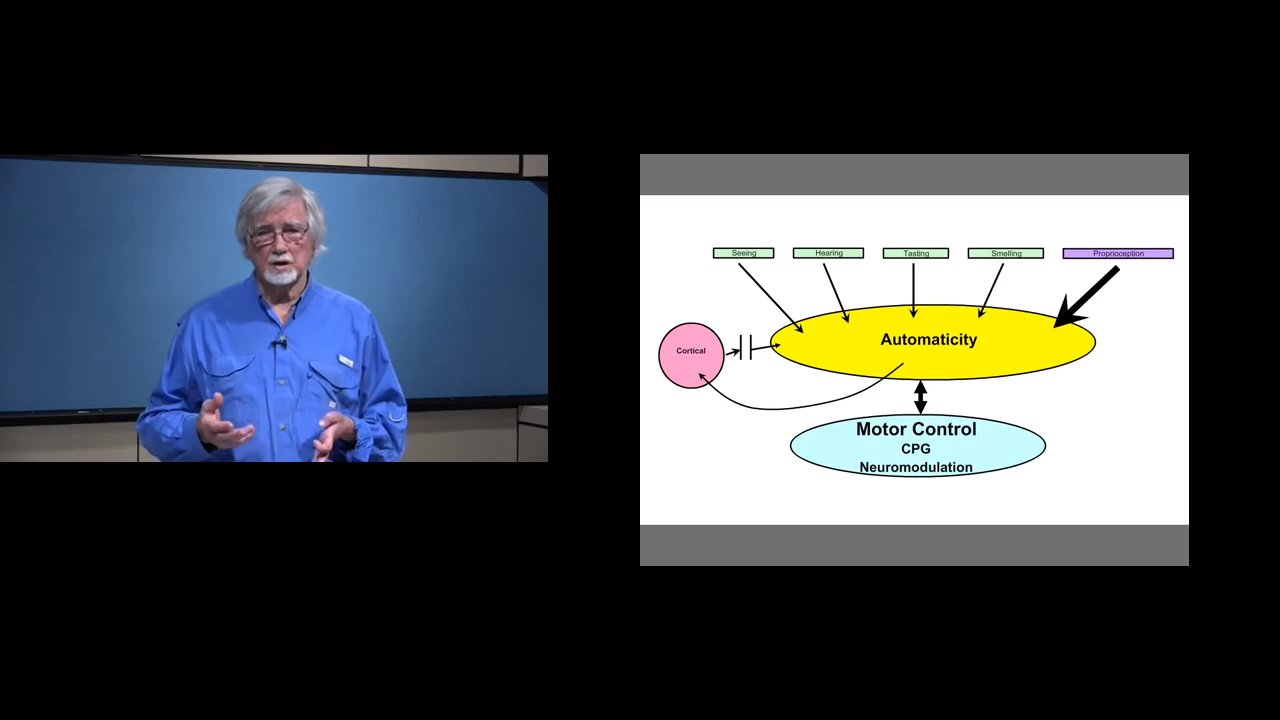 Seeing
Hearing
Tasting
Smelling
Proprioception
Automaticity
Cortical
Motor Control
CPG
Neuromodulation